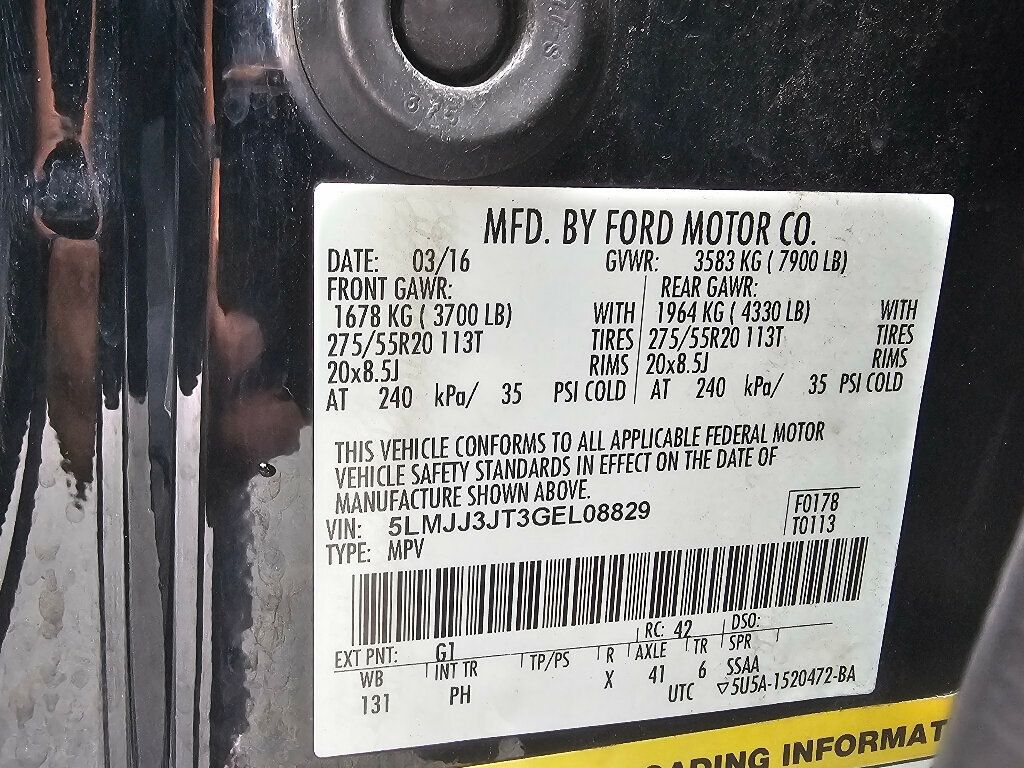 MFD. BY FORD MOTOR CO.
DATE: 03/16 GVWR: 3583 KG ( 7900 LB)
FRONT GAWR: REAR GAWR:
1678 KG ( 3700 LB) WITH 1964 KG ( 4330 LB) WITH
275/55R20 113T TIRES 275/55R20 113T TIRES
20x8.5J RIMS 20x8.5J RIMS
AT 240 kPa/ 35 PSI COLD AT 240 kPa/ 35 PSI COLD
THIS VEHICLE CONFORMS TO ALL APPLICABLE FEDERAL MOTOR
VEHICLE SAFETY STANDARDS IN EFFECT ON THE DATE OF
MANUFACTURE SHOWN ABOVE.
VIN: 5LMJJ3JT3GEL08829 F0178
TYPE: MPV T0113
EXT PNT: G1 RC: 42 DSO:
WB INT TR TP/PS R AXLE TR SPR
131 PH X 41 6 SSAA
UTC ▽5U5A-1520472-BA
ADING INFORMAT